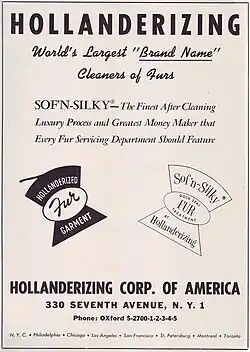 HOLLANDERIZING
World's Largest "Brand Name"
Cleaners of Furs
SOF'N-SILKY®—The Finest After Cleaning
Luxury Process and Greatest Money Maker that
Every Fur Servicing Department Should Feature
HOLLANDERIZED
Fur
GARMENT
Sof'n-Silky®
FUR
TREATMENT
by Hollanderizing
HOLLANDERIZING CORP. OF AMERICA
330 SEVENTH AVENUE, N. Y. 1
Phone: OXford 5-2700-1-2-3-4-5
N. Y. C. • Philadelphia • Chicago • Los Angeles • San Francisco • St. Petersburg • Montreal • Toronto